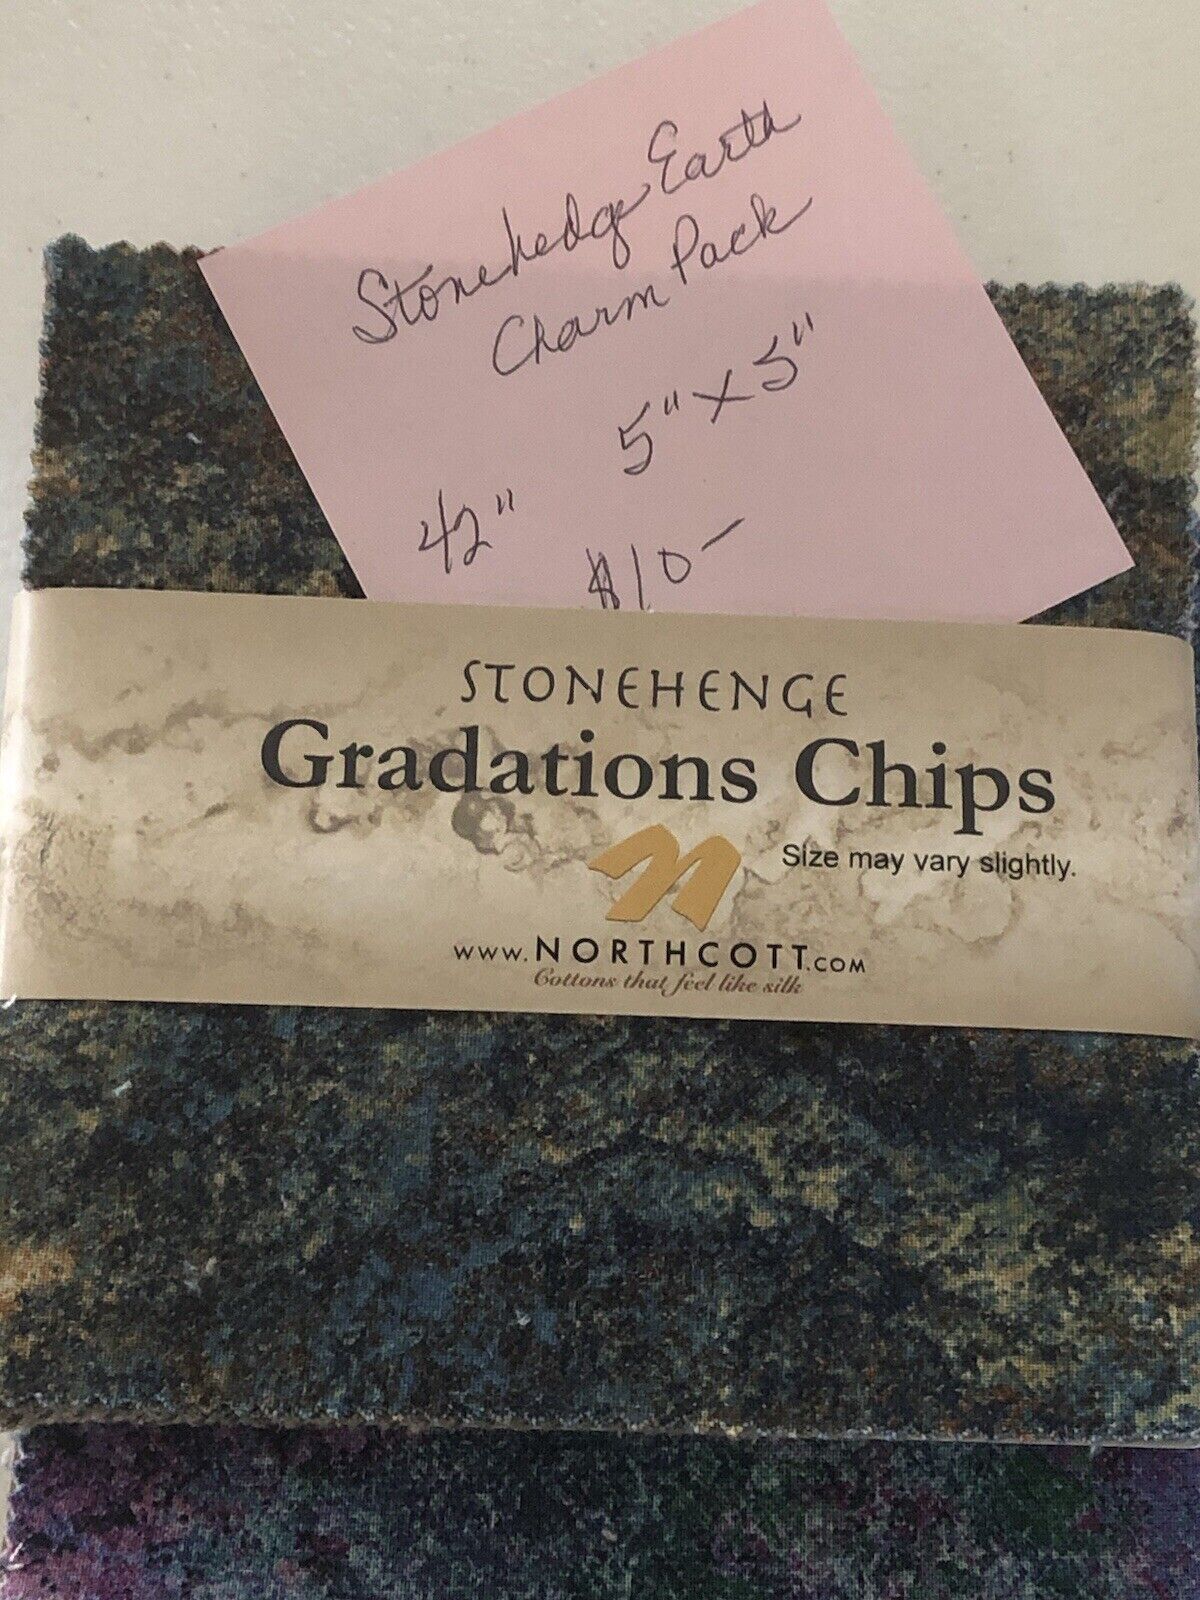 Stonehedge Earth
Charm Pack
5" x 5"
42"
$10-
STONEHENGE
Gradations Chips
Size may vary slightly.
www.NORTHCOTT.COM
Cottons that feel like silk